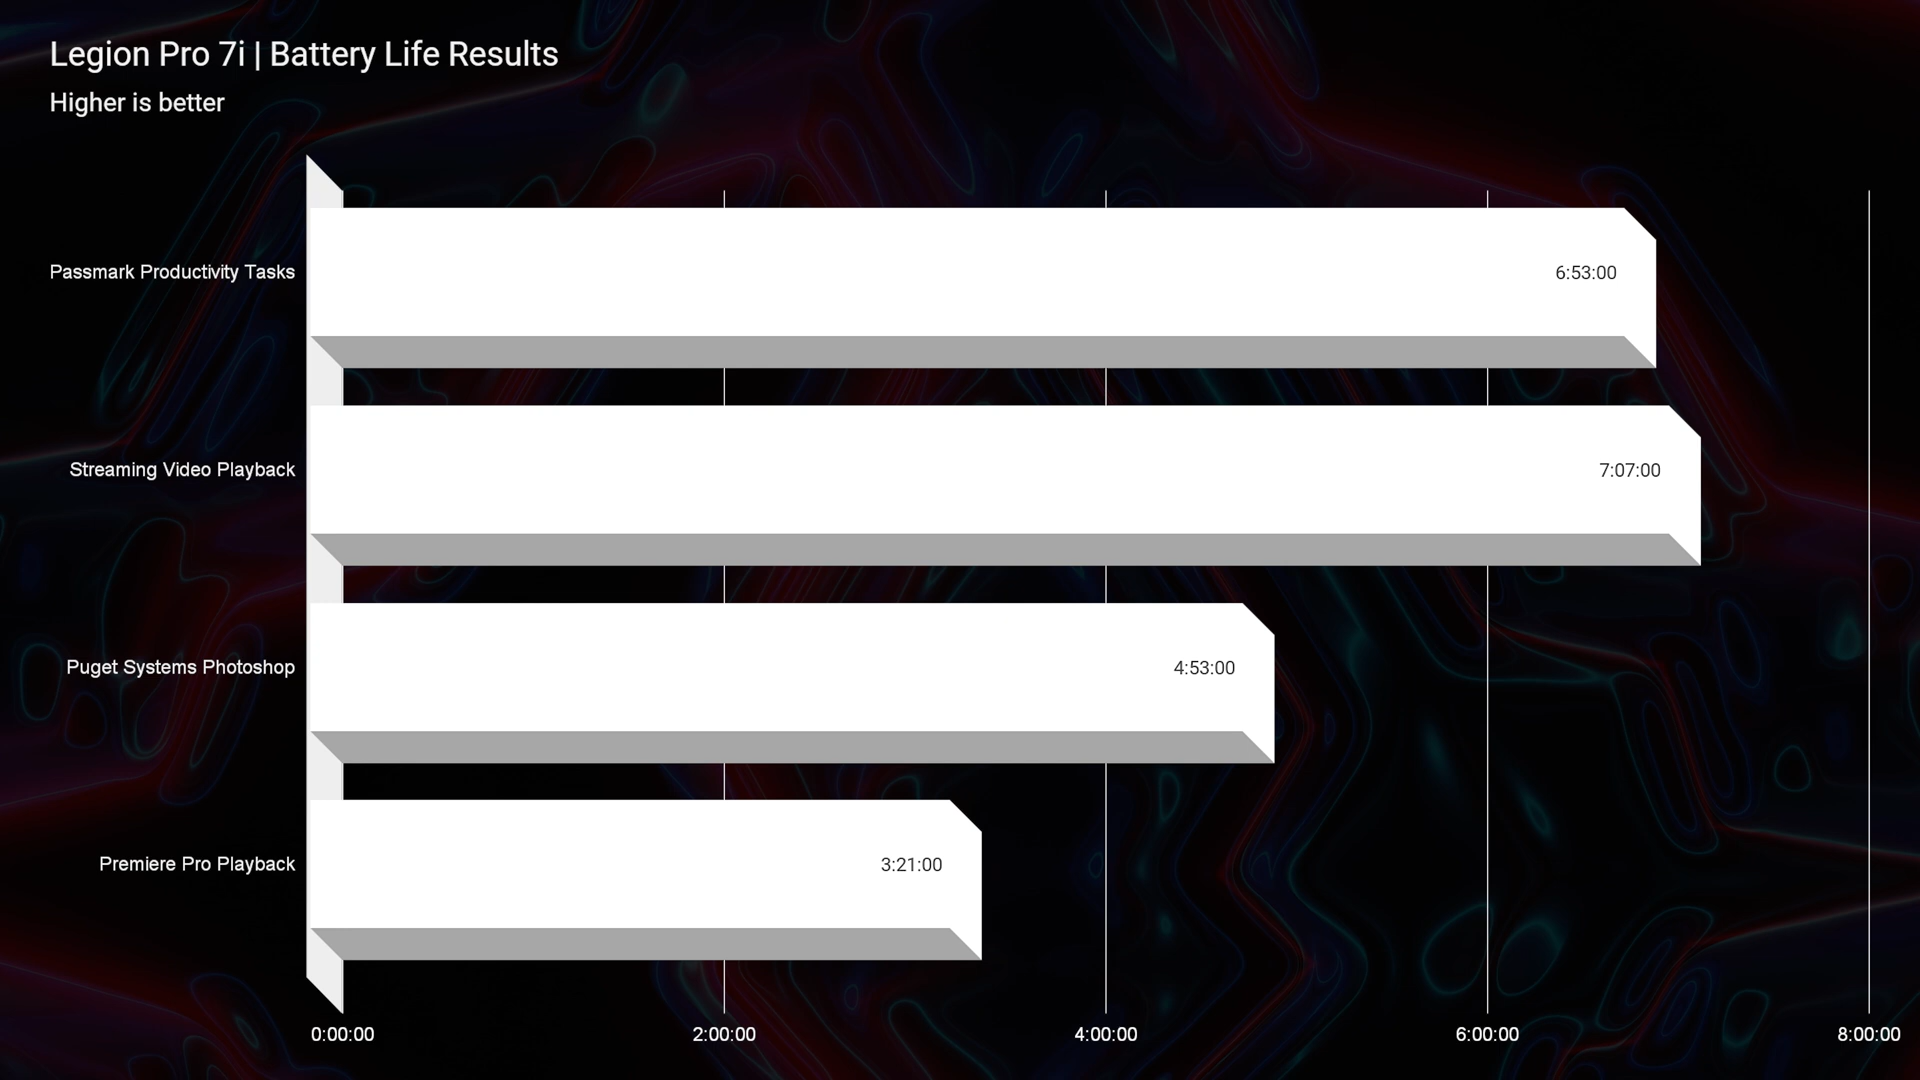 Legion Pro 7i | Battery Life Results
Higher is better
Passmark Productivity Tasks
6:53:00
Streaming Video Playback
7:07:00
Puget Systems Photoshop
4:53:00
Premiere Pro Playback
3:21:00
0:00:00 2:00:00 4:00:00 6:00:00 8:00:00